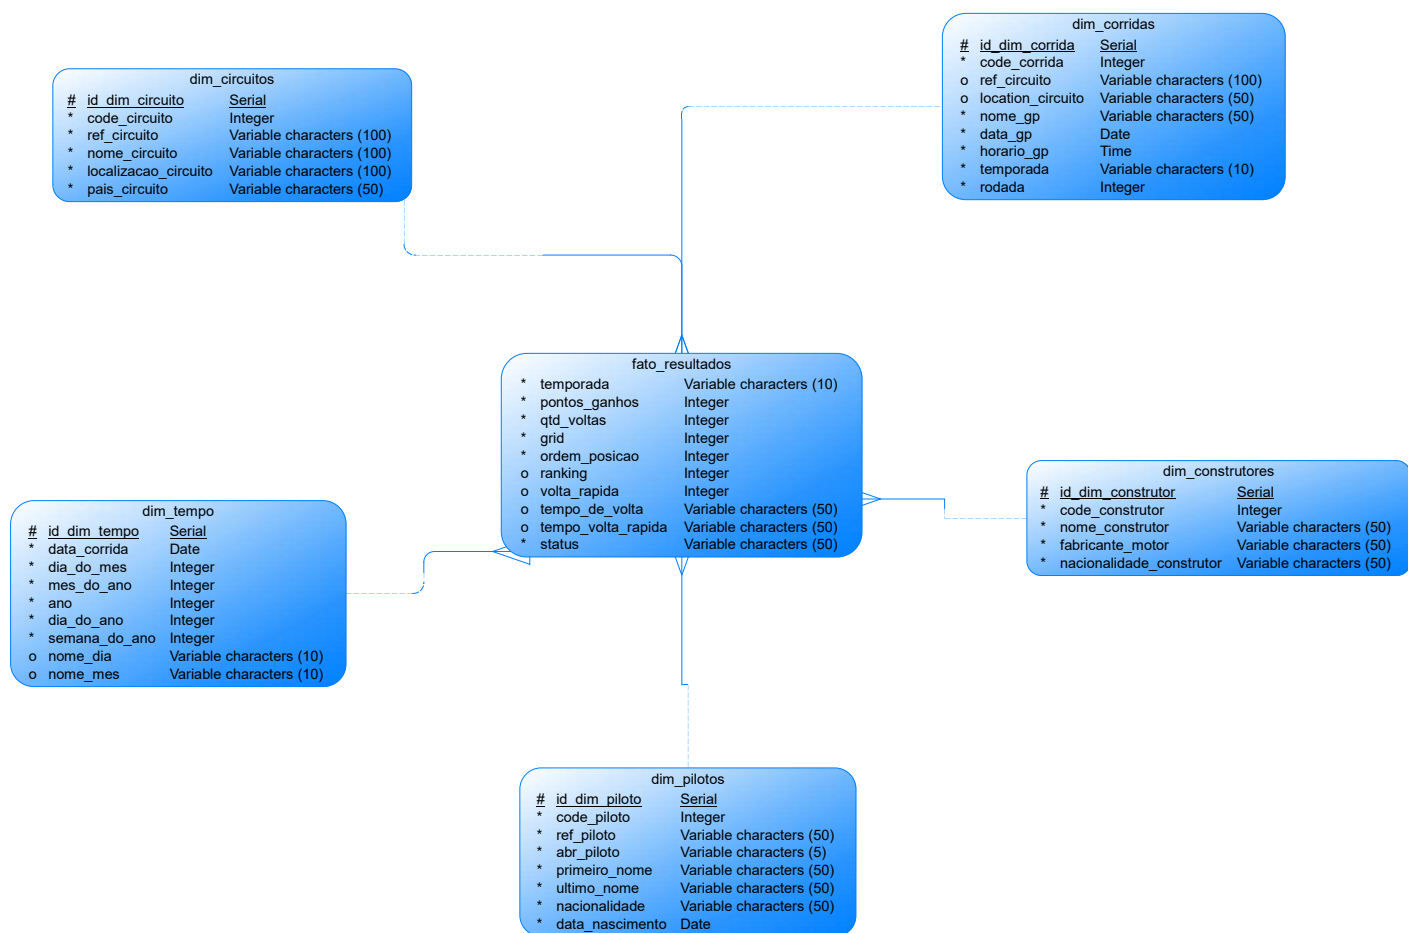 dim_corridas
# id_dim_corrida Serial
* code_corrida Integer
o ref_circuito Variable characters (100)
o location_circuito Variable characters (50)
* nome_gp Variable characters (50)
* data_gp Date
* horario_gp Time
* temporada Variable characters (10)
* rodada Integer
dim_circuitos
# id_dim_circuito Serial
* code_circuito Integer
* ref_circuito Variable characters (100)
* nome_circuito Variable characters (100)
* localizacao_circuito Variable characters (100)
* pais_circuito Variable characters (50)
fato_resultados
* temporada Variable characters (10)
* pontos_ganhos Integer
* qtd_voltas Integer
* grid Integer
* ordem_posicao Integer
o ranking Integer
o volta_rapida Integer
o tempo_de_volta Variable characters (50)
o tempo_volta_rapida Variable characters (50)
* status Variable characters (50)
dim_construtores
# id_dim_construtor Serial
* code_construtor Integer
* nome_construtor Variable characters (50)
* fabricante_motor Variable characters (50)
* nacionalidade_construtor Variable characters (50)
dim_tempo
# id_dim_tempo Serial
* data_corrida Date
* dia_do_mes Integer
* mes_do_ano Integer
* ano Integer
* dia_do_ano Integer
* semana_do_ano Integer
o nome_dia Variable characters (10)
o nome_mes Variable characters (10)
dim_pilotos
# id_dim_piloto Serial
* code_piloto Integer
* ref_piloto Variable characters (50)
* abr_piloto Variable characters (5)
* primeiro_nome Variable characters (50)
* ultimo_nome Variable characters (50)
* nacionalidade Variable characters (50)
* data_nascimento Date